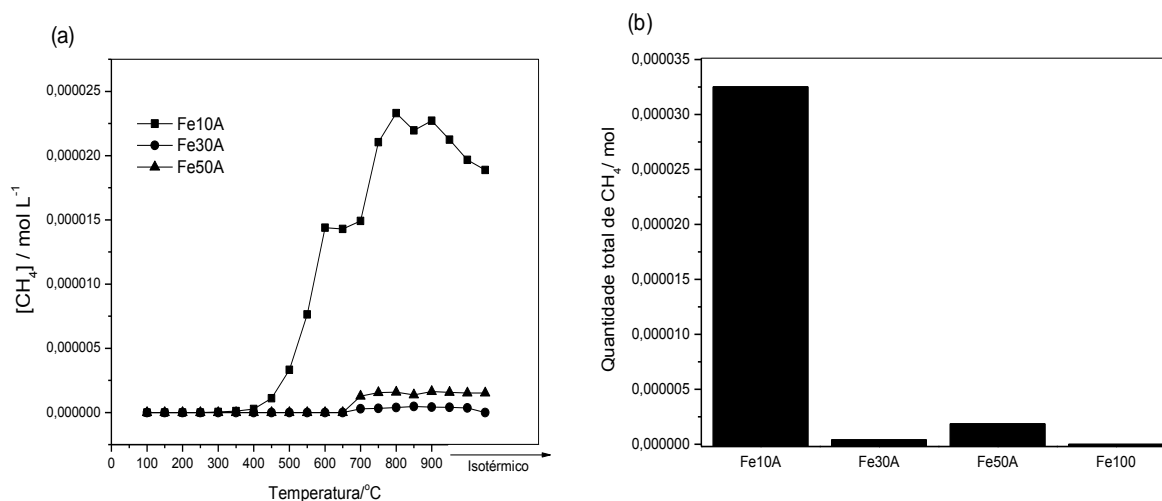 (a)
0,000025
0,000020
0,000015
0,000010
0,000005
0,000000
[CH4] / mol L-1
Fe10A
Fe30A
Fe50A
0 100 200 300 400 500 600 700 800 900 Isotérmico
Temperatura/°C
(b)
0,000035
0,000030
0,000025
0,000020
0,000015
0,000010
0,000005
0,000000
Quantidade total de CH4/ mol
Fe10A Fe30A Fe50A Fe100